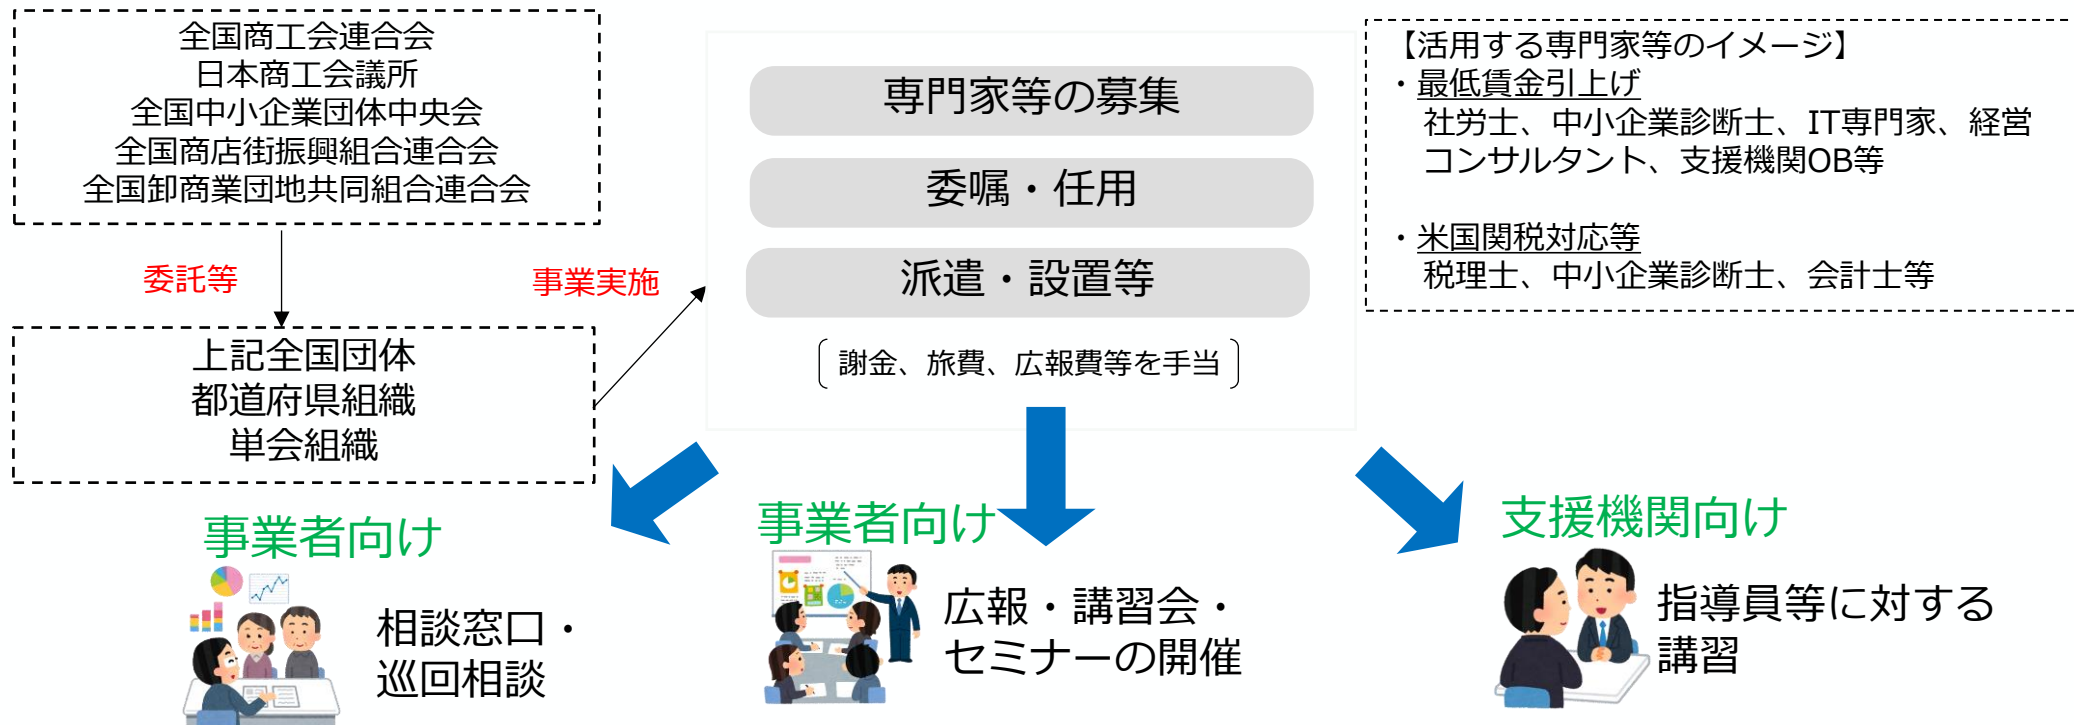 全国商工会連合会
日本商工会議所
全国中小企業団体中央会
全国商店街振興組合連合会
全国卸商業団地共同組合連合会
委託等
上記全国団体
都道府県組織
単会組織
事業実施
専門家等の募集
委嘱・任用
派遣・設置等
謝金、旅費、広報費等を手当
【活用する専門家等のイメージ】
・最低賃金引上げ
社労士、中小企業診断士、IT専門家、経営
コンサルタント、支援機関OB等
・米国関税対応等
税理士、中小企業診断士、会計士等
事業者向け
相談窓口・
巡回相談
事業者向け
広報・講習会・
セミナーの開催
支援機関向け
指導員等に対する
講習